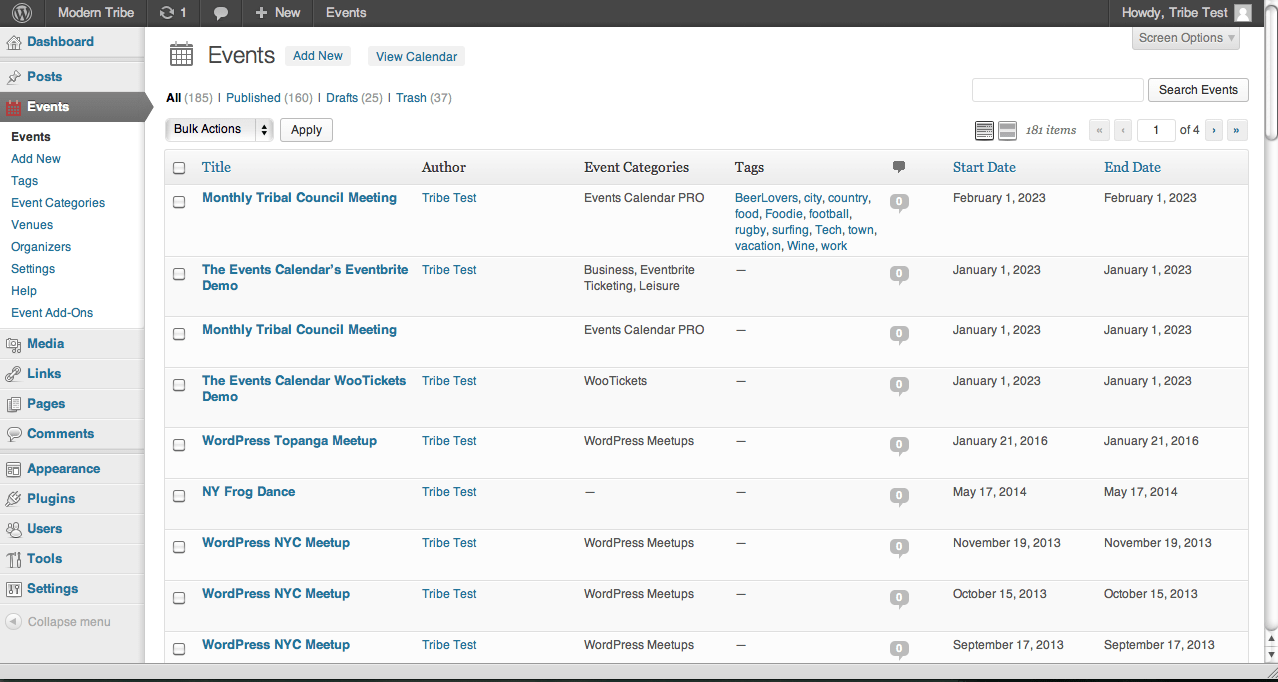 Modern Tribe 1 + New Events Howdy, Tribe Test
Dashboard
Posts
Events
Events
Add New
Tags
Event Categories
Venues
Organizers
Settings
Help
Event Add-Ons
Media
Links
Pages
Comments
Appearance
Plugins
Users
Tools
Settings
Collapse menu
Screen Options
Events Add New View Calendar
All (185) | Published (160) | Drafts (25) | Trash (37)
Search Events
Bulk Actions Apply 181 items « ‹ 1 of 4 › »
Title Author Event Categories Tags Start Date End Date
Monthly Tribal Council Meeting Tribe Test Events Calendar PRO BeerLovers, city, country, 0 February 1, 2023 February 1, 2023
food, Foodie, football,
rugby, surfing, Tech, town,
vacation, Wine, work
The Events Calendar's Eventbrite Tribe Test Business, Eventbrite — 0 January 1, 2023 January 1, 2023
Demo Ticketing, Leisure
Monthly Tribal Council Meeting Events Calendar PRO — 0 January 1, 2023 January 1, 2023
The Events Calendar WooTickets Tribe Test WooTickets — 0 January 1, 2023 January 1, 2023
Demo
WordPress Topanga Meetup Tribe Test WordPress Meetups — 0 January 21, 2016 January 21, 2016
NY Frog Dance Tribe Test — — 0 May 17, 2014 May 17, 2014
WordPress NYC Meetup Tribe Test WordPress Meetups — 0 November 19, 2013 November 19, 2013
WordPress NYC Meetup Tribe Test WordPress Meetups — 0 October 15, 2013 October 15, 2013
WordPress NYC Meetup Tribe Test WordPress Meetups — 0 September 17, 2013 September 17, 2013